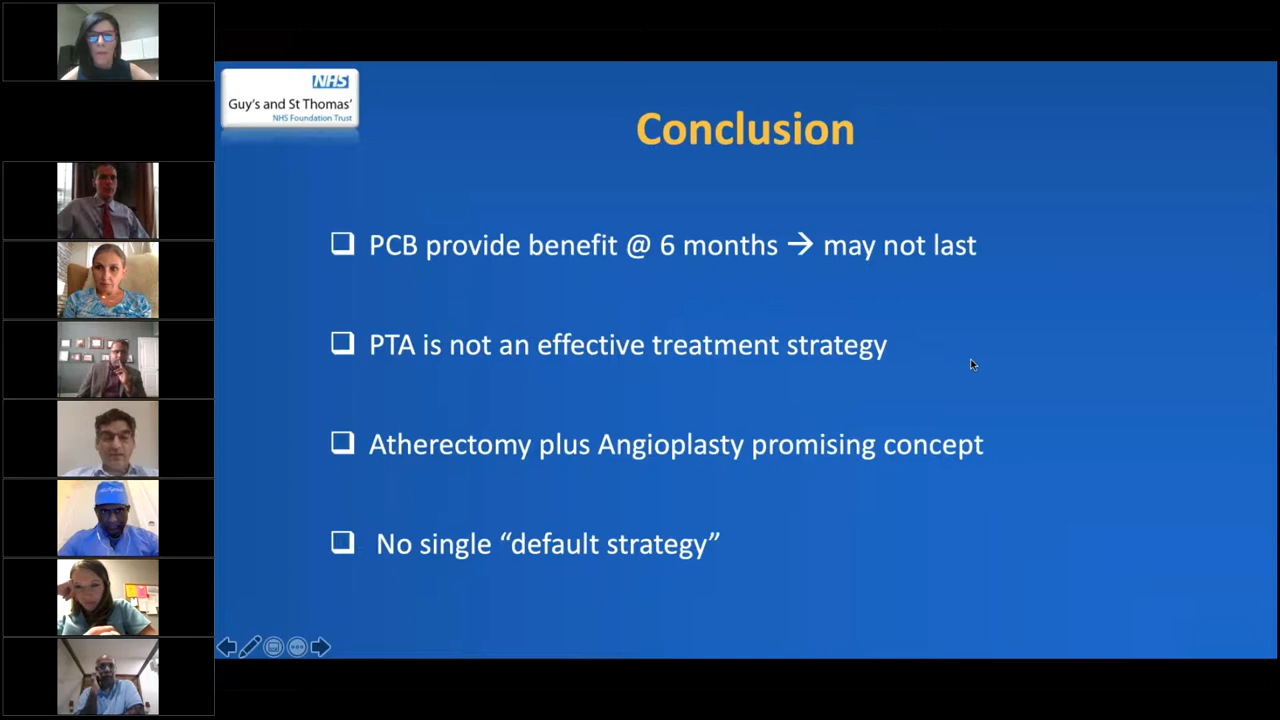 NHS
Guy's and St Thomas'
NHS Foundation Trust
Conclusion
❑ PCB provide benefit @ 6 months → may not last
❑ PTA is not an effective treatment strategy
❑ Atherectomy plus Angioplasty promising concept
❑ No single “default strategy”